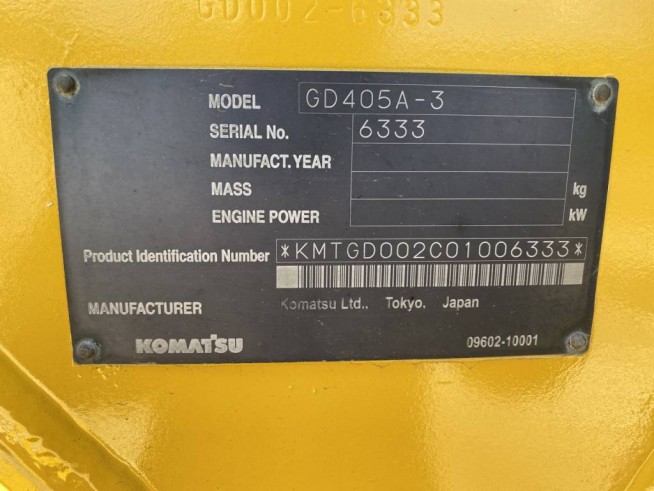 GD002-6333
MODEL GD405A-3
SERIAL No. 6333
MANUFACT. YEAR
MASS kg
ENGINE POWER kW
Product Identification Number *KMTGD002C01006333*
MANUFACTURER Komatsu Ltd., Tokyo, Japan
KOMATSU 09602-10001